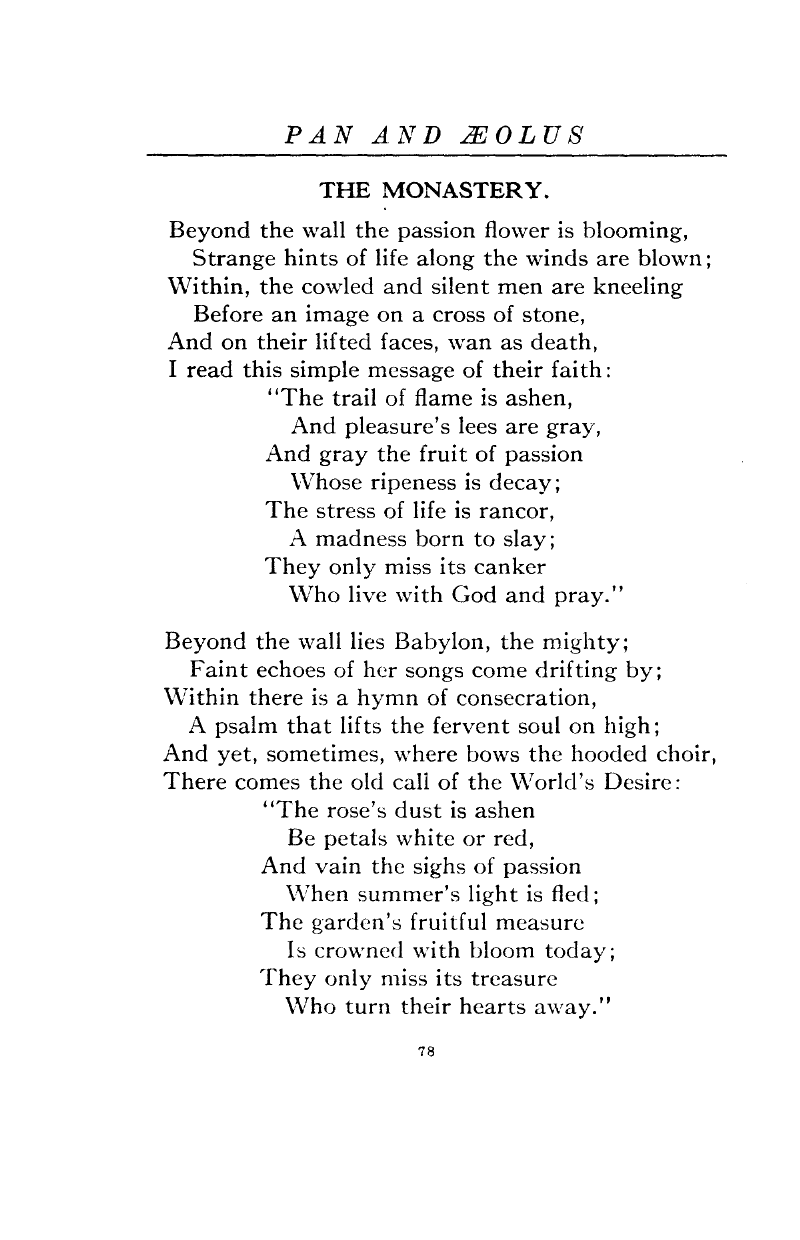 PAN AND ÆOLUS
THE MONASTERY.
Beyond the wall the passion flower is blooming,
Strange hints of life along the winds are blown;
Within, the cowled and silent men are kneeling
Before an image on a cross of stone,
And on their lifted faces, wan as death,
I read this simple message of their faith:
"The trail of flame is ashen,
And pleasure's lees are gray,
And gray the fruit of passion
Whose ripeness is decay;
The stress of life is rancor,
A madness born to slay;
They only miss its canker
Who live with God and pray."
Beyond the wall lies Babylon, the mighty;
Faint echoes of her songs come drifting by;
Within there is a hymn of consecration,
A psalm that lifts the fervent soul on high;
And yet, sometimes, where bows the hooded choir,
There comes the old call of the World's Desire:
"The rose's dust is ashen
Be petals white or red,
And vain the sighs of passion
When summer's light is fled;
The garden's fruitful measure
Is crowned with bloom today;
They only miss its treasure
Who turn their hearts away."
78